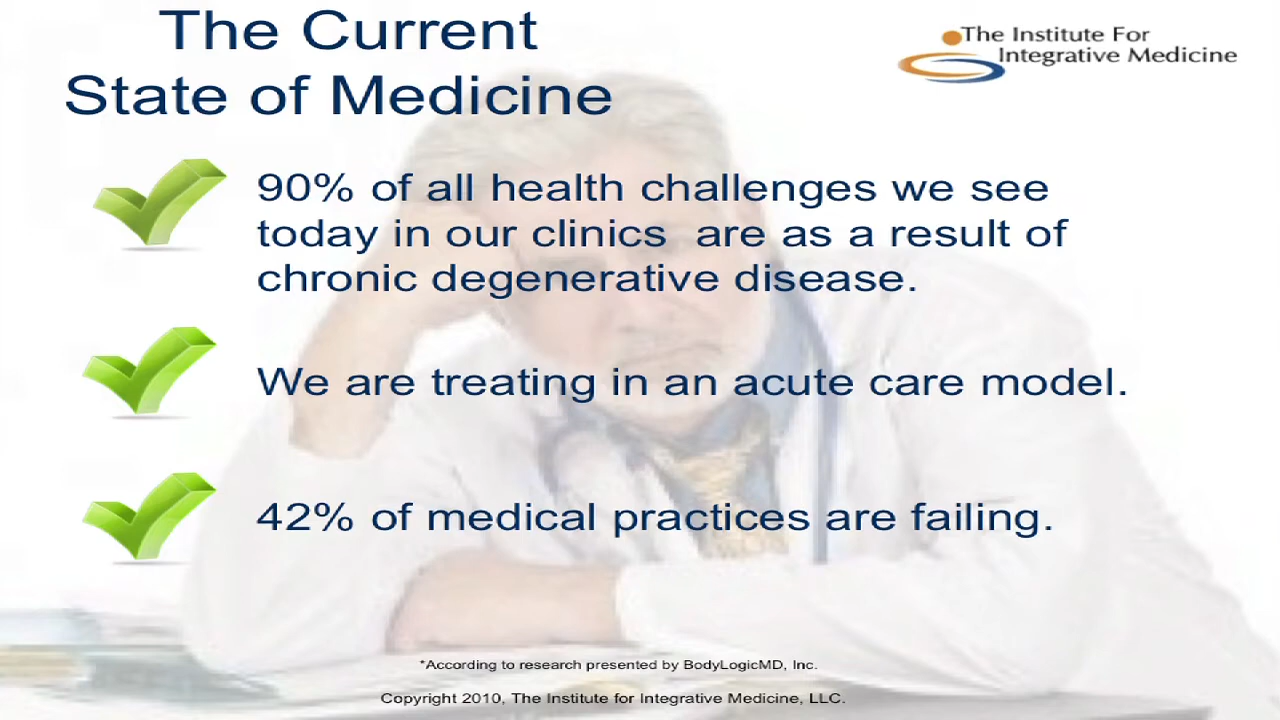 The Current
State of Medicine
The Institute For
Integrative Medicine
90% of all health challenges we see
today in our clinics are as a result of
chronic degenerative disease.
We are treating in an acute care model.
42% of medical practices are failing.
*According to research presented by BodyLogicMD, Inc.
Copyright 2010, The Institute for Integrative Medicine, LLC.